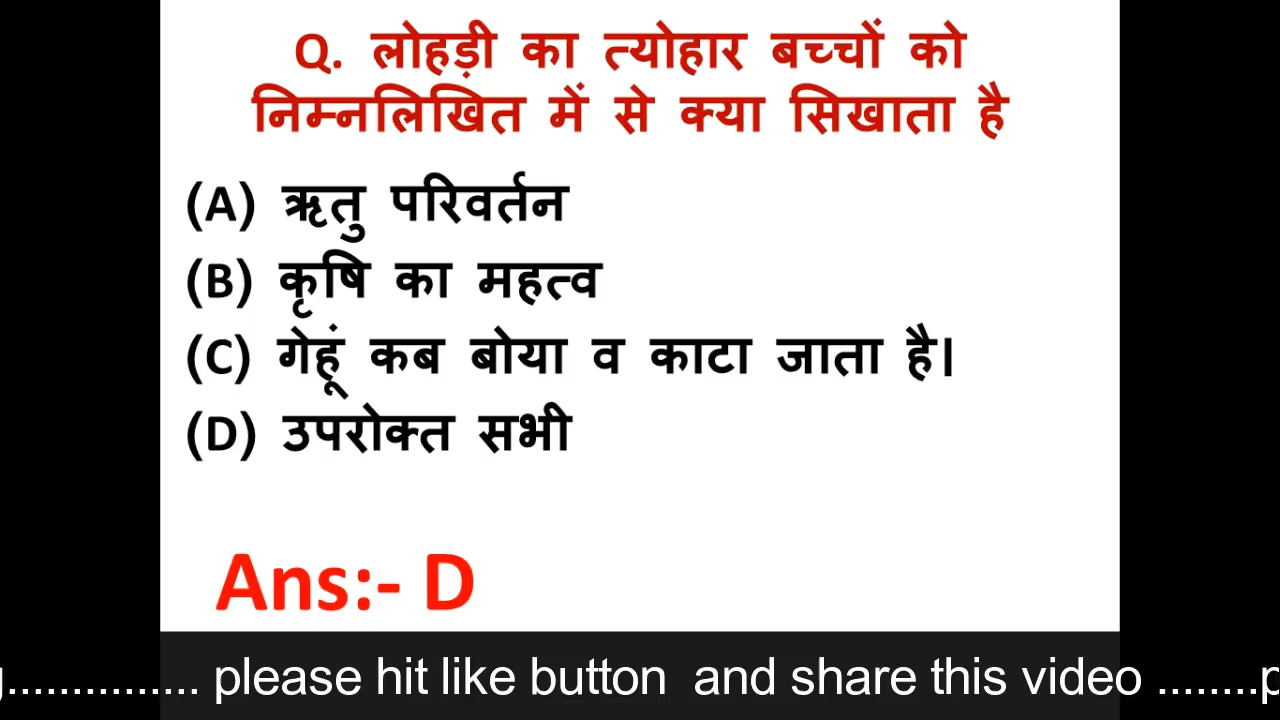 Q. लोहड़ी का त्योहार बच्चों को
निम्नलिखित में से क्या सिखाता है
(A) ऋतु परिवर्तन
(B) कृषि का महत्व
(C) गेहूं कब बोया व काटा जाता है।
(D) उपरोक्त सभी
Ans:- D
g............... please hit like button and share this video ........p